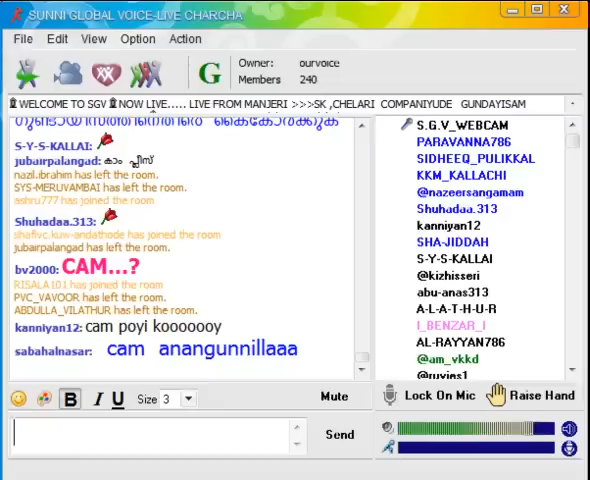 SUNNI GLOBAL VOICE-LIVE CHARCHA
File Edit View Option Action
G
Owner: ourvoice
Members 240
WELCOME TO SGV NOW LIVE..... LIVE FROM MANJERI >>>SK ,CHELARI COMPANIYUDE GUNDAYISAM
ഗുണ്ടായിസത്തിനെതിരെ കൈകോര്‍ക്കുക
S-Y-S-KALLAI:
jubairpalangad: കാം പ്ലീസ്
nazil.ibrahim has left the room.
SYS-MERUVAMBAI has left the room.
ashru777 has joined the room
Shuhadaa.313:
shafivc.kuw-andathode has joined the room
jubairpalangad has left the room.
bv2000: CAM...?
RISALA101 has joined the room
PVC_VAVOOR has left the room.
ABDULLA_VILATHUR has left the room.
kanniyan12: cam poyi kooooooy
sabahalnasar: cam anangunnillaaa
S.G.V_WEBCAM
PARAVANNA786
SIDHEEQ_PULIKKAL
KKM_KALLACHI
@nazeersangamam
Shuhadaa.313
kanniyan12
SHA-JIDDAH
S-Y-S-KALLAI
@kizhisseri
abu-anas313
A-L-A-T-H-U-R
I_BENZAR_I
AL-RAYYAN786
@am_vkkd
@ruvies1
B I U Size 3 Mute
Lock On Mic Raise Hand
Send